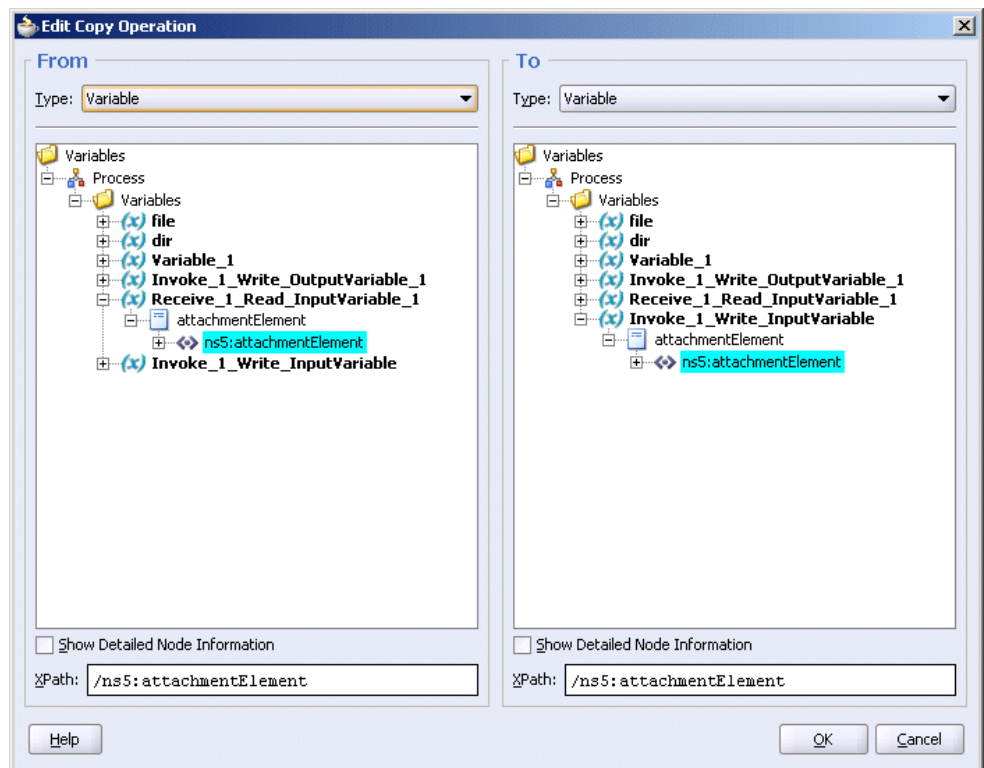 Edit Copy Operation
From
Type: Variable
Variables
Process
Variables
(x) file
(x) dir
(x) Variable_1
(x) Invoke_1_Write_OutputVariable_1
(x) Receive_1_Read_InputVariable_1
attachmentElement
ns5:attachmentElement
(x) Invoke_1_Write_InputVariable
Show Detailed Node Information
XPath: /ns5:attachmentElement
To
Type: Variable
Variables
Process
Variables
(x) file
(x) dir
(x) Variable_1
(x) Invoke_1_Write_OutputVariable_1
(x) Receive_1_Read_InputVariable_1
(x) Invoke_1_Write_InputVariable
attachmentElement
ns5:attachmentElement
Show Detailed Node Information
XPath: /ns5:attachmentElement
Help
OK
Cancel